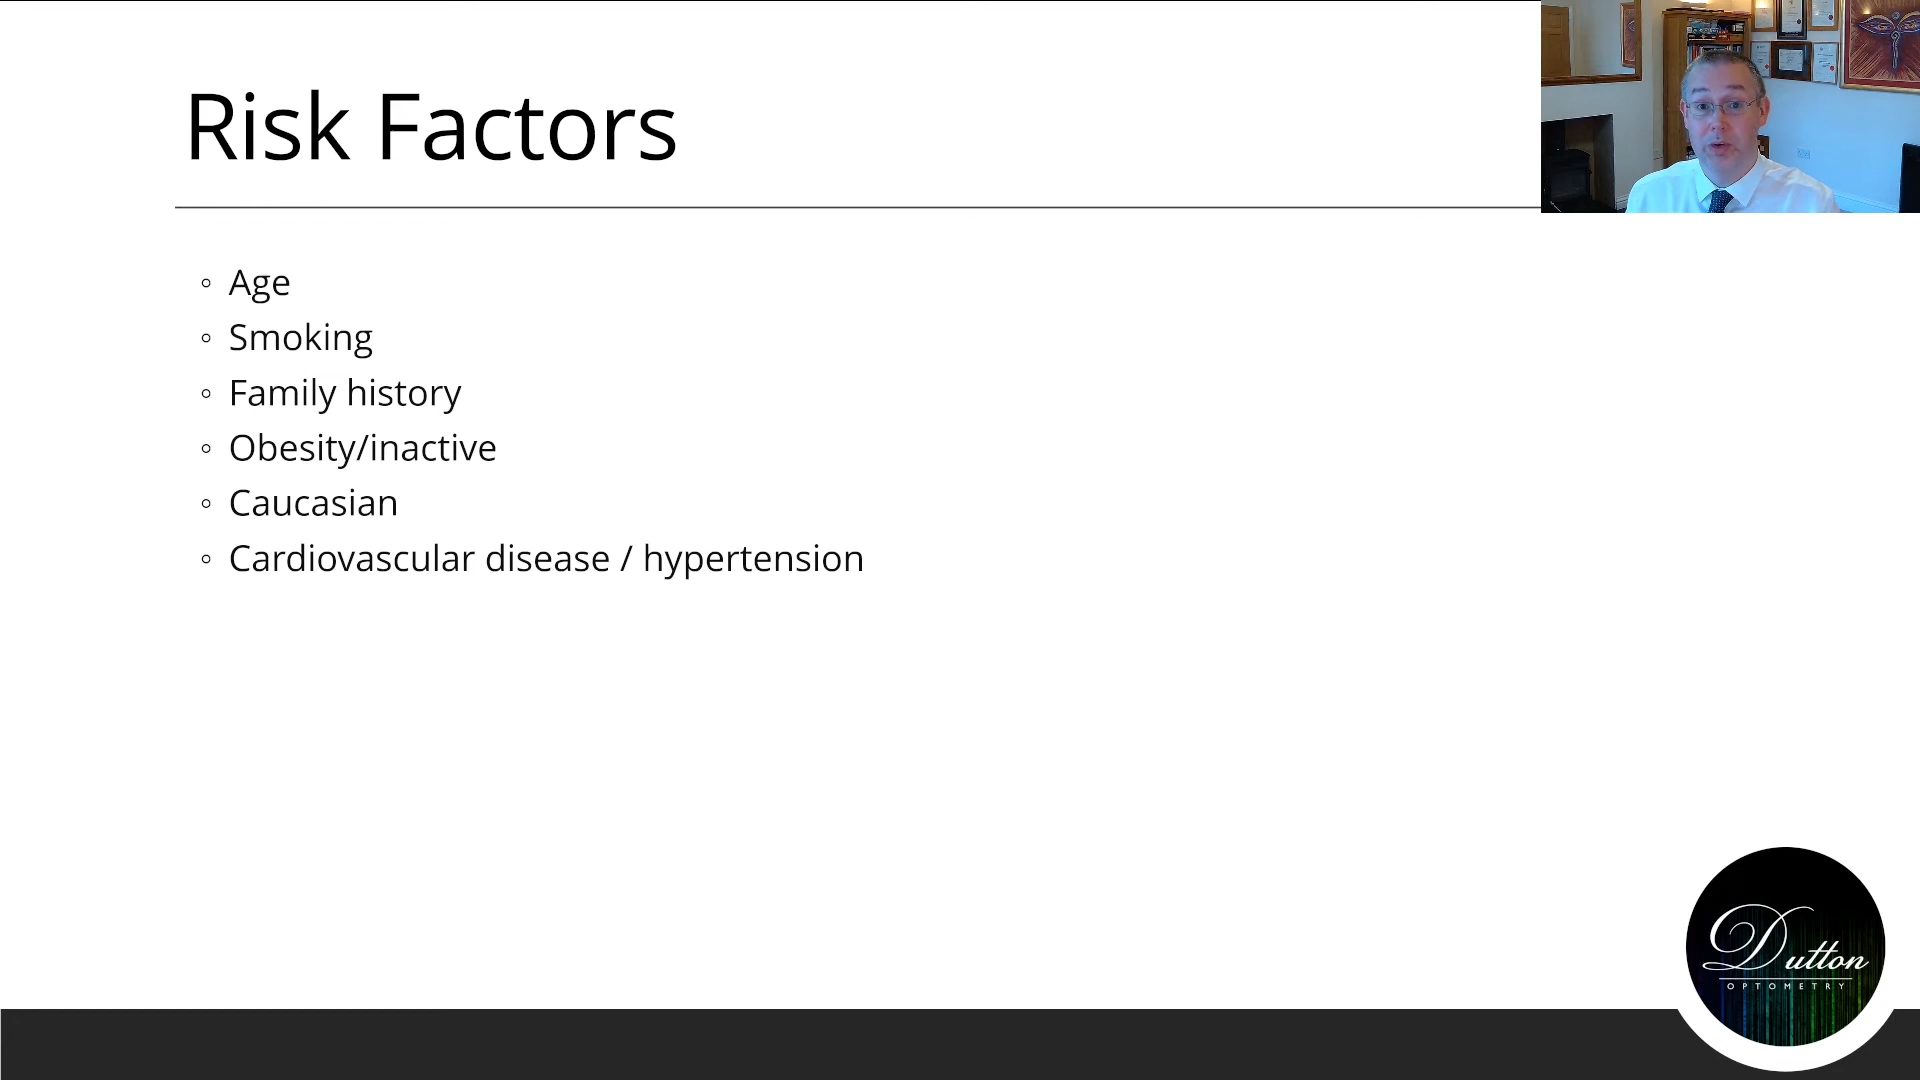 Risk Factors
Age
Smoking
Family history
Obesity/inactive
Caucasian
Cardiovascular disease / hypertension
Dutton
OPTOMETRY